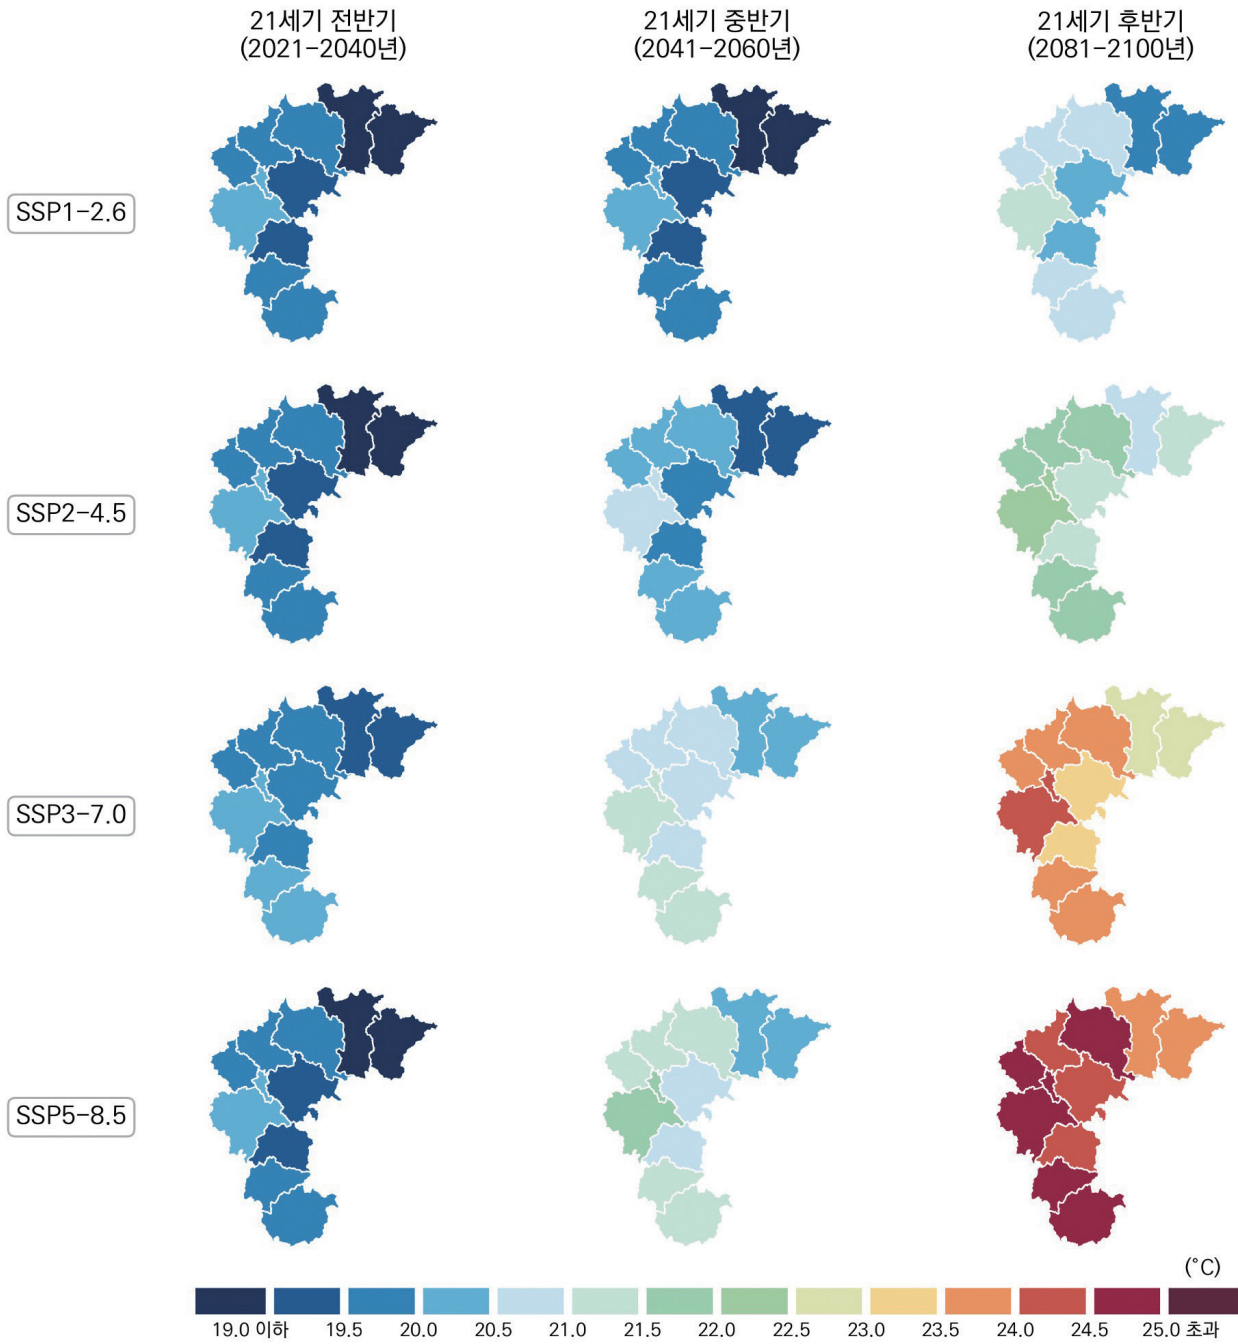 21세기 전반기
(2021-2040년)
21세기 중반기
(2041-2060년)
21세기 후반기
(2081-2100년)
SSP1-2.6
SSP2-4.5
SSP3-7.0
SSP5-8.5
(°C)
19.0 이하 19.5 20.0 20.5 21.0 21.5 22.0 22.5 23.0 23.5 24.0 24.5 25.0 초과